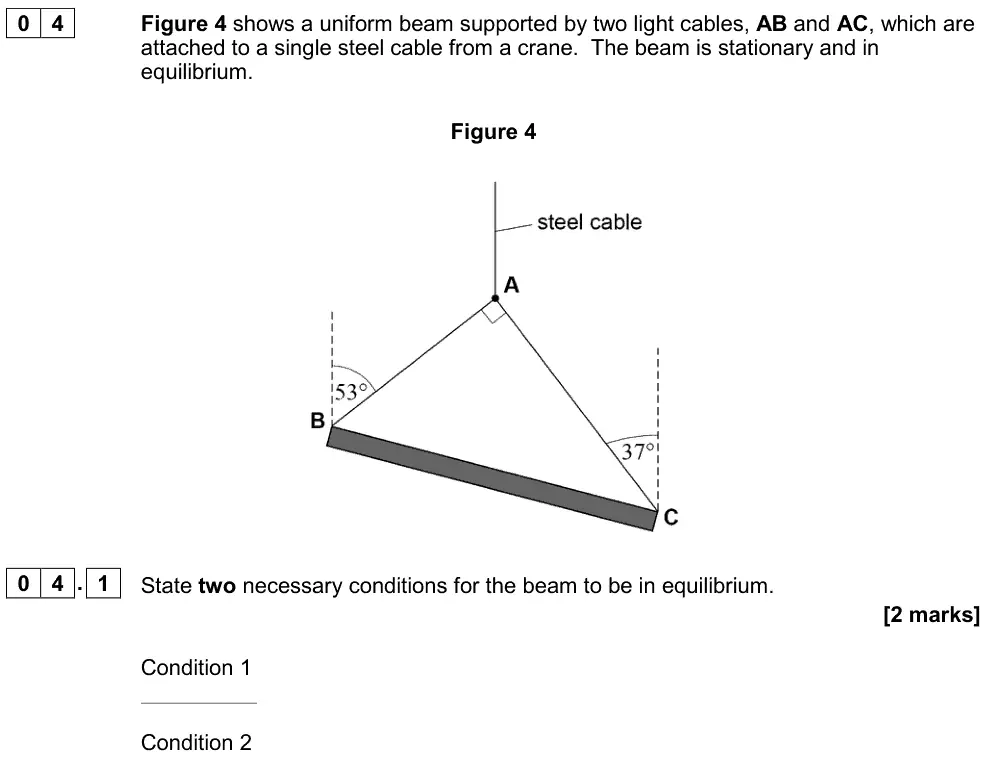 0 4
Figure 4 shows a uniform beam supported by two light cables, AB and AC, which are
attached to a single steel cable from a crane. The beam is stationary and in
equilibrium.
Figure 4
steel cable
A
53°
B
37°
C
0 4 . 1
State two necessary conditions for the beam to be in equilibrium.
[2 marks]
Condition 1
Condition 2